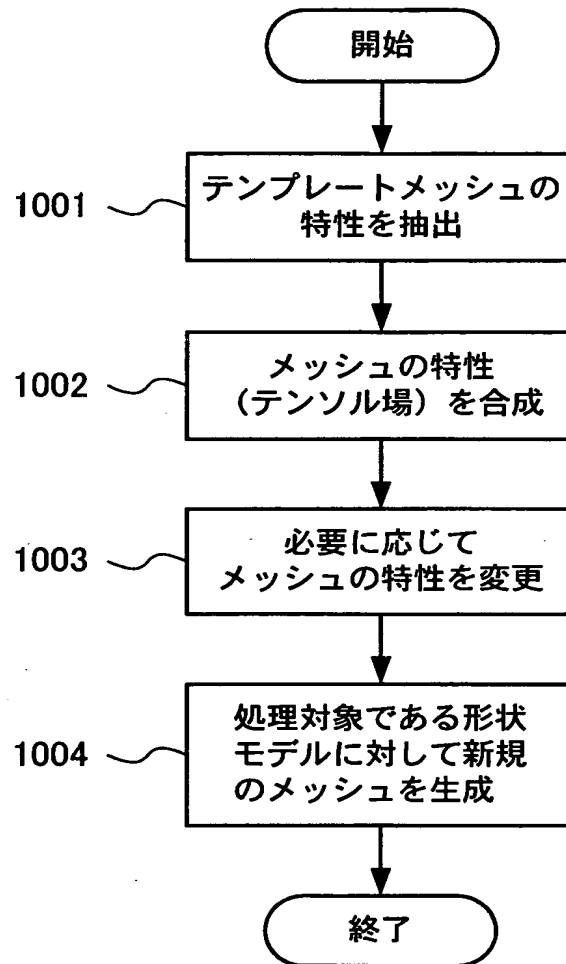 開始
1001
テンプレートメッシュの
特性を抽出
1002
メッシュの特性
（テンソル場）を合成
1003
必要に応じて
メッシュの特性を変更
1004
処理対象である形状
モデルに対して新規
のメッシュを生成
終了